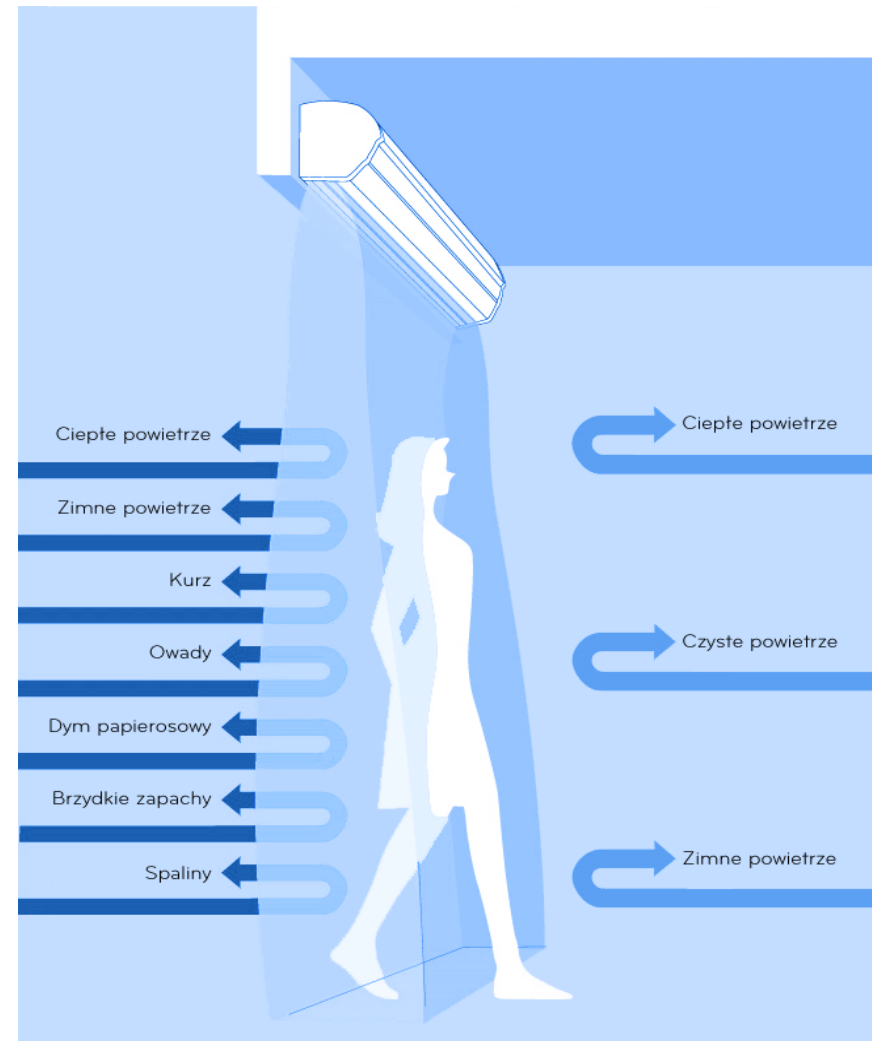 Ciepłe powietrze
Zimne powietrze
Kurz
Owady
Dym papierosowy
Brzydkie zapachy
Spaliny
Ciepłe powietrze
Czyste powietrze
Zimne powietrze